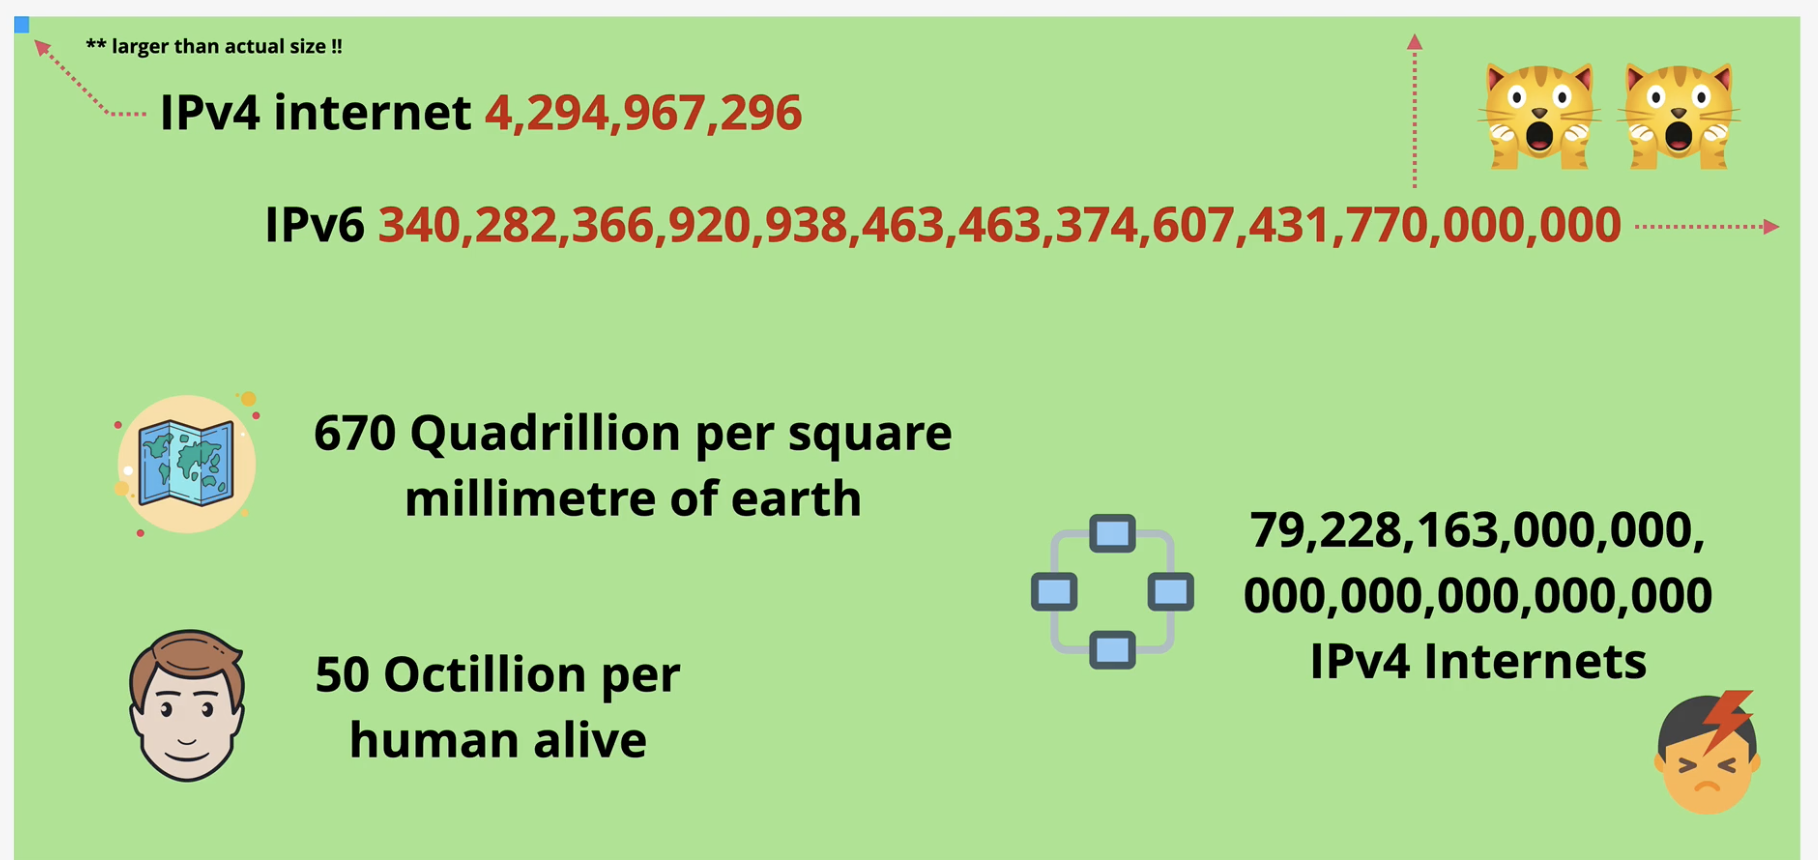 ** larger than actual size !!
IPv4 internet 4,294,967,296
IPv6 340,282,366,920,938,463,463,374,607,431,770,000,000
670 Quadrillion per square
millimetre of earth
79,228,163,000,000,
000,000,000,000,000
IPv4 Internets
50 Octillion per
human alive